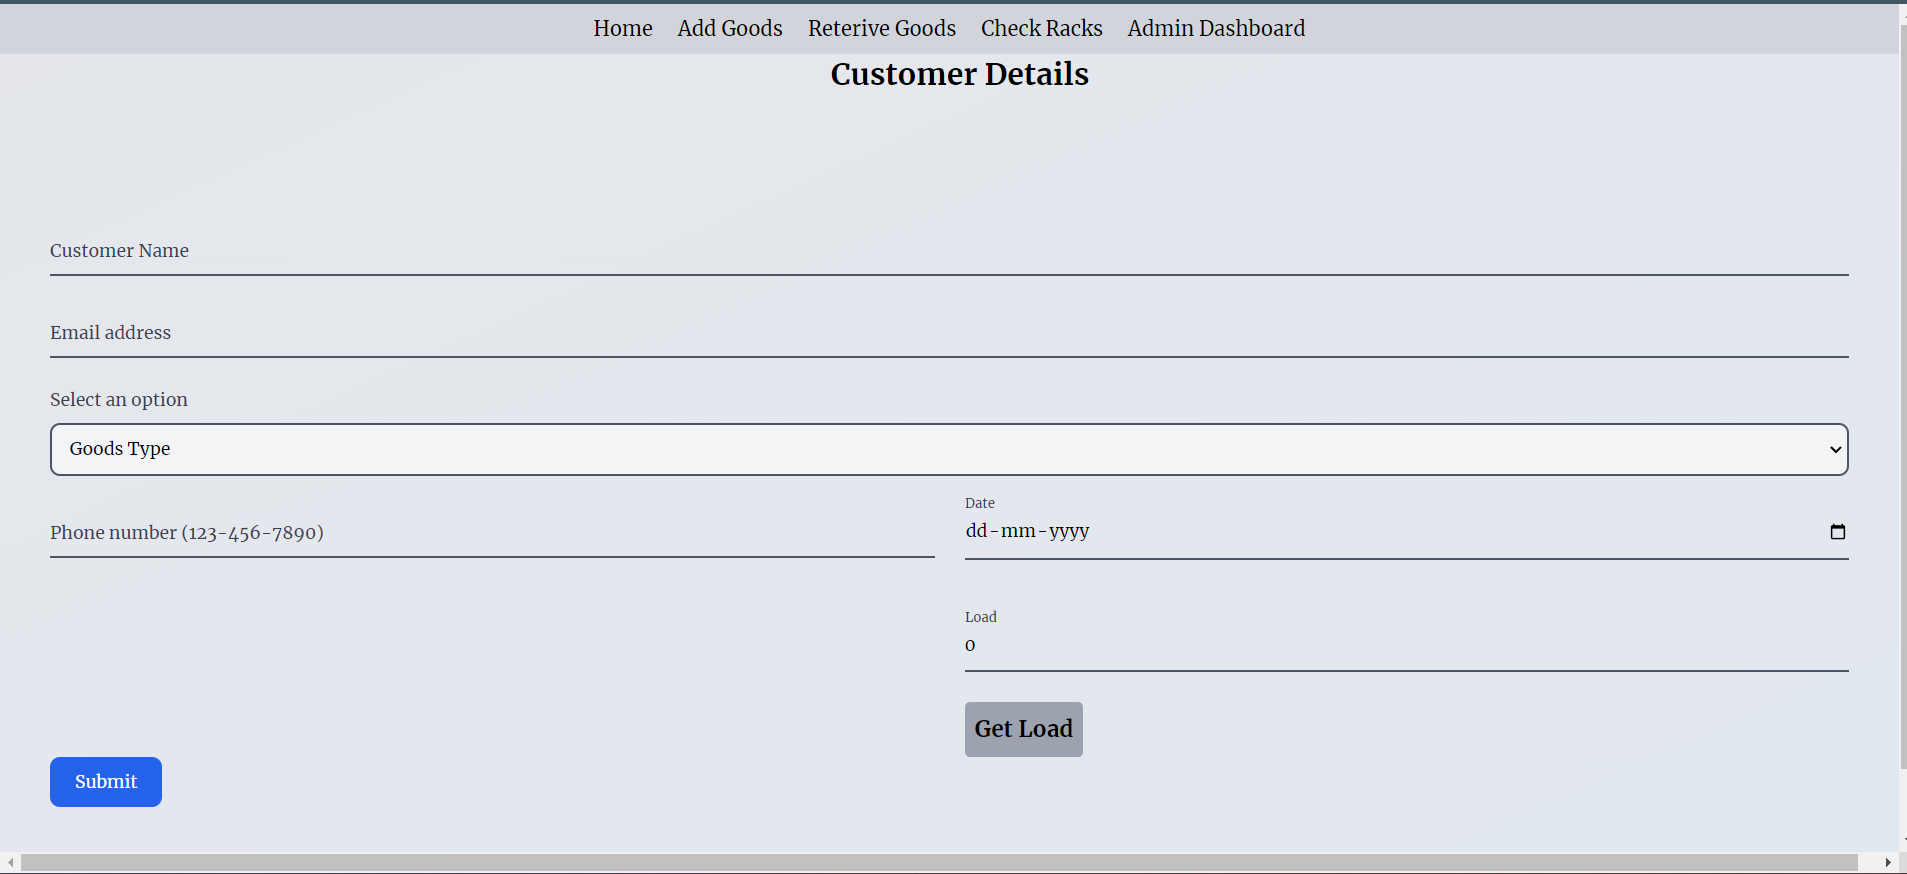 Home Add Goods Reterive Goods Check Racks Admin Dashboard
Customer Details
Customer Name
Email address
Select an option
Goods Type
Phone number (123-456-7890)
Date
dd-mm-yyyy
Load
0
Get Load
Submit